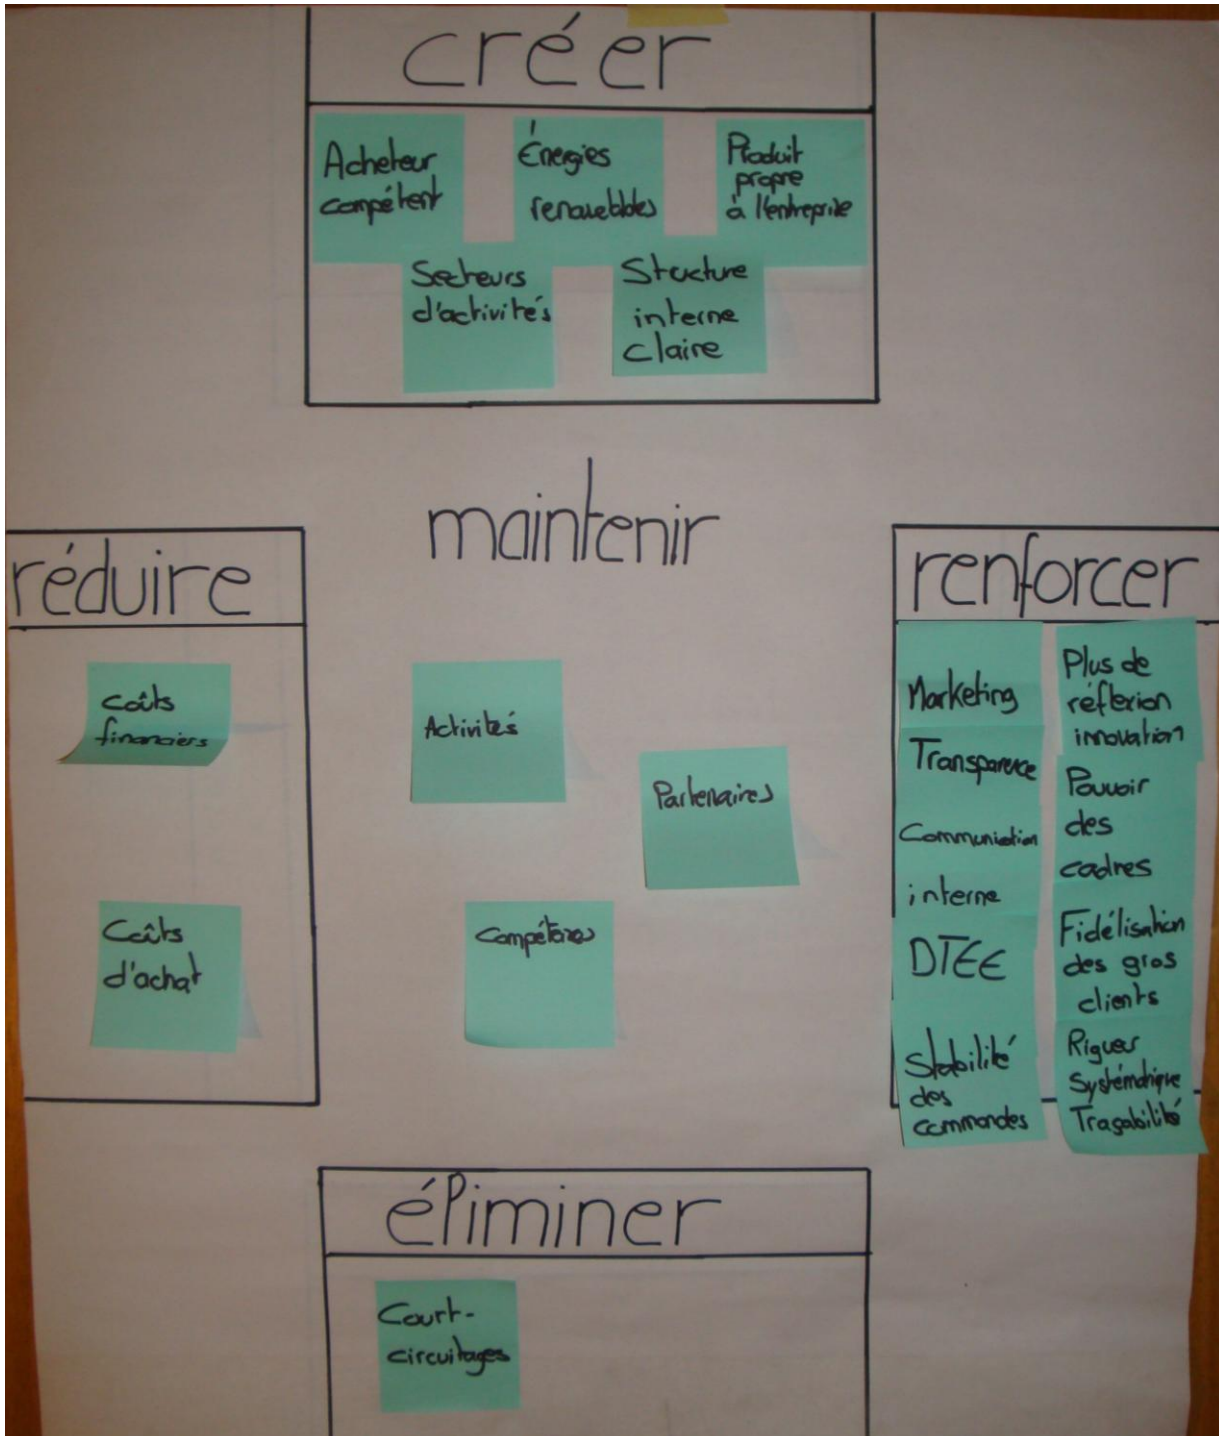 créer
Acheteur
compétent
Énergies
renouvelables
Produit
propre
à l'entreprise
Secteurs
d'activités
Structure
interne
claire
maintenir
Activités
Partenaires
Compétences
réduire
Coûts
financiers
Coûts
d'achat
renforcer
Marketing
Transparence
Communication
interne
DTEE
Stabilité
des
commandes
Plus de
réflexion
innovation
Pouvoir
des
cadres
Fidélisation
des gros
clients
Rigueur
Systématique
Traçabilité
éliminer
Court-
circuitages